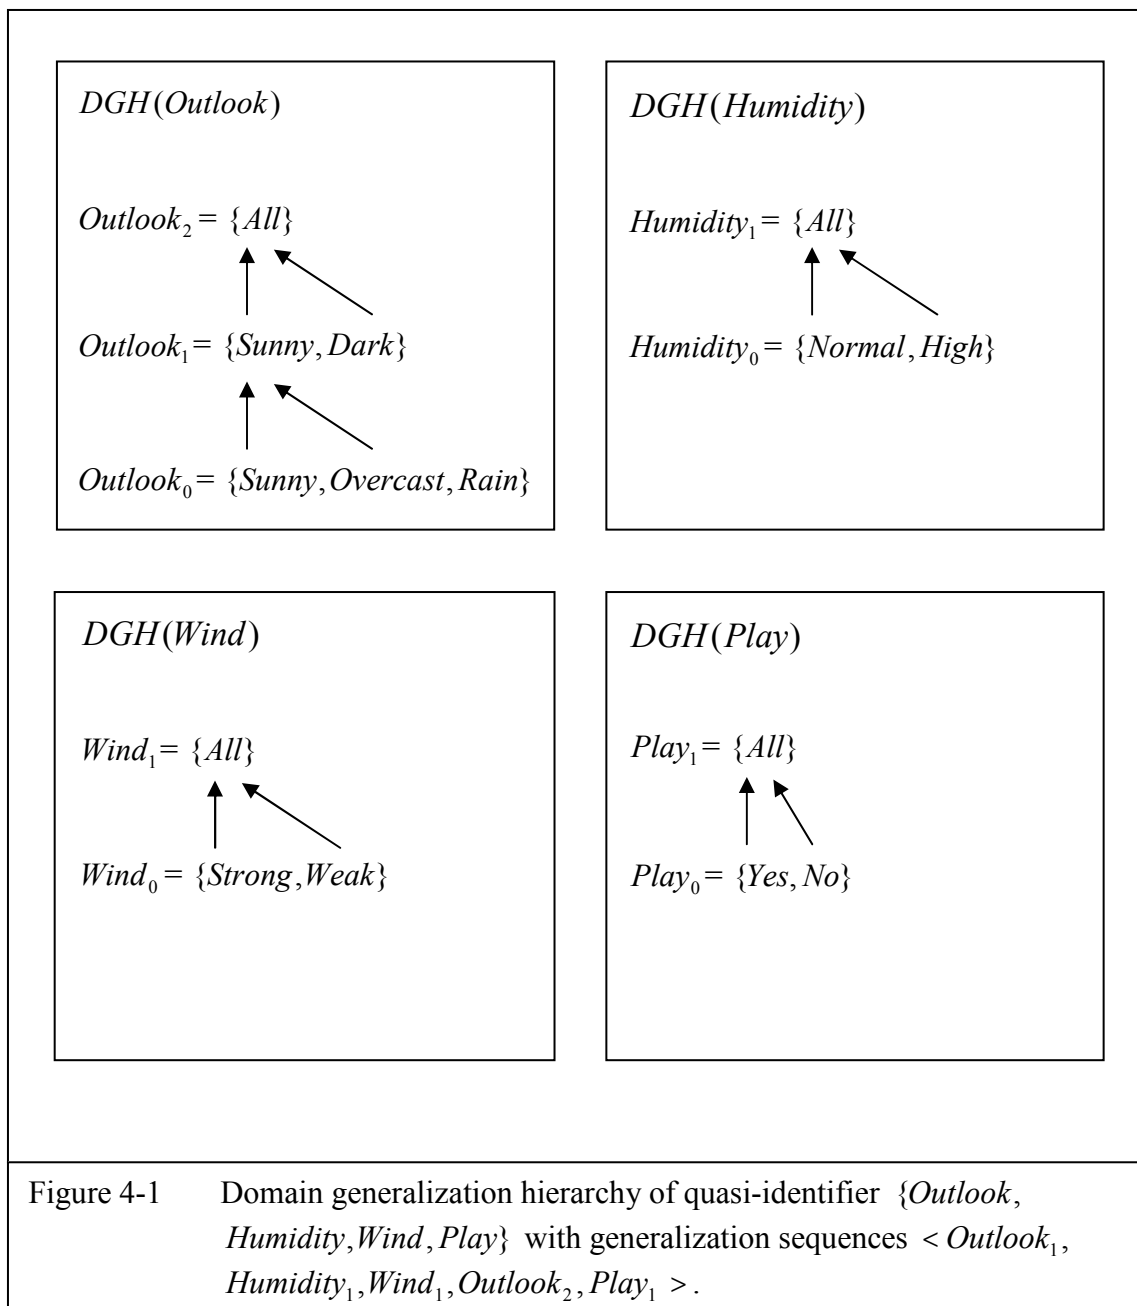 DGH(Outlook)
Outlook₂ = {All}
Outlook₁ = {Sunny, Dark}
Outlook₀ = {Sunny, Overcast, Rain}
DGH(Humidity)
Humidity₁ = {All}
Humidity₀ = {Normal, High}
DGH(Wind)
Wind₁ = {All}
Wind₀ = {Strong, Weak}
DGH(Play)
Play₁ = {All}
Play₀ = {Yes, No}
Figure 4-1 Domain generalization hierarchy of quasi-identifier {Outlook,
Humidity, Wind, Play} with generalization sequences < Outlook₁,
Humidity₁, Wind₁, Outlook₂, Play₁ >.